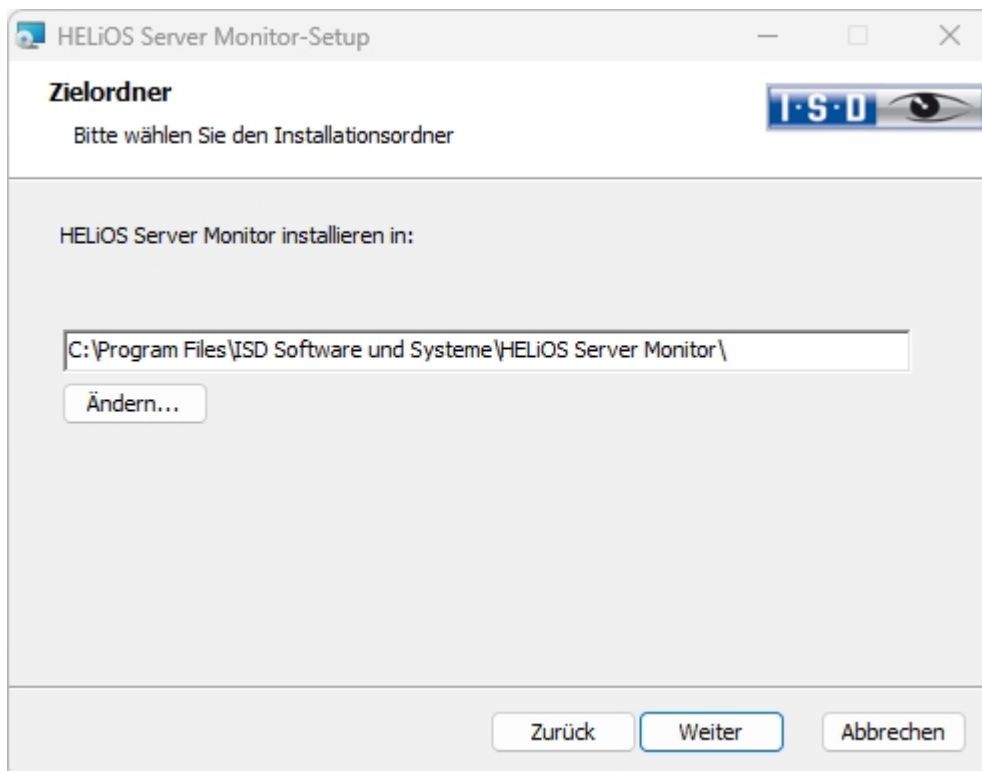 HELiOS Server Monitor-Setup
Zielordner
Bitte wählen Sie den Installationsordner
I·S·D
HELiOS Server Monitor installieren in:
C:\Program Files\ISD Software und Systeme\HELiOS Server Monitor\
Ändern...
Zurück
Weiter
Abbrechen